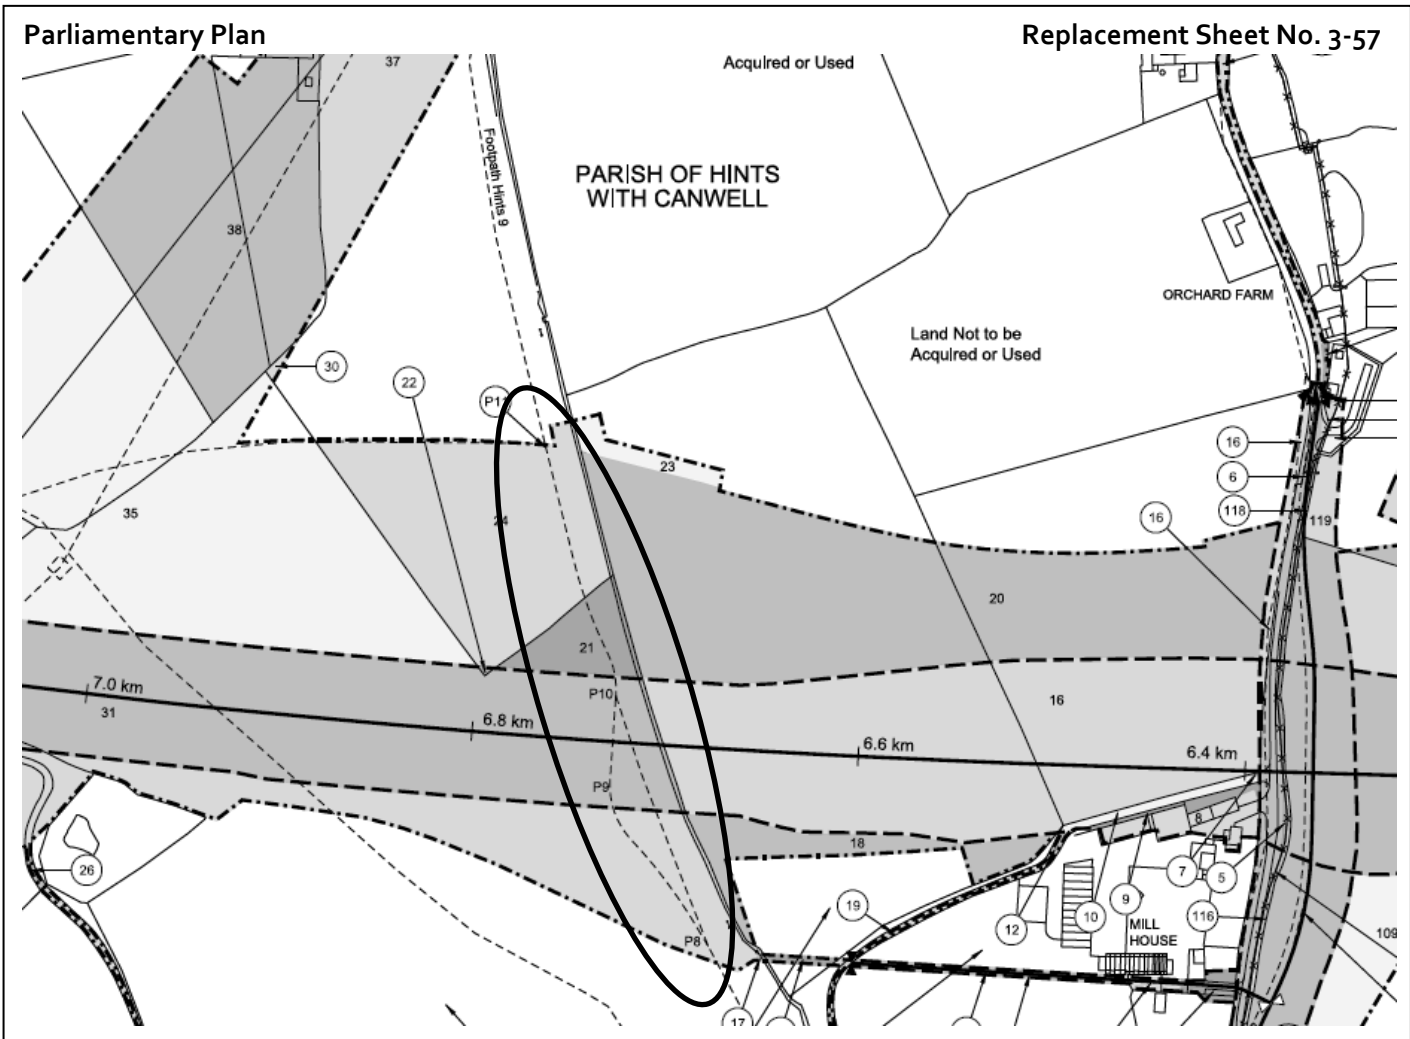 Parliamentary Plan
Replacement Sheet No. 3-57
37
Acquired or Used
Footpath Hints 9
PARISH OF HINTS
WITH CANWELL
38
ORCHARD FARM
Land Not to be
Acquired or Used
30
22
P11
16
23
6
35
24
118
16
119
20
21
P10
7.0 km
16
31
6.8 km
6.6 km
6.4 km
P9
8
18
26
7
5
9
19
10
116
12
MILL
HOUSE
109
P8
17